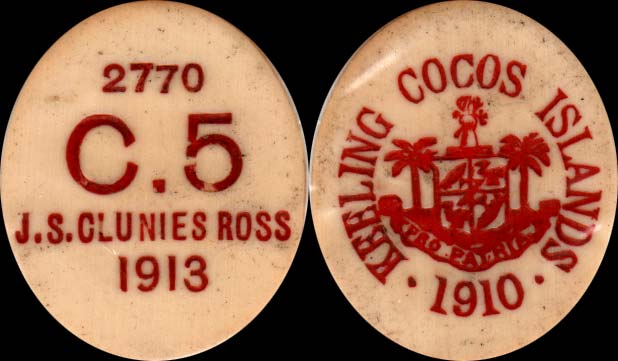 2770
C.5
J.S.CLUNIES ROSS
1913
KEELING COCOS ISLANDS
PRO PATRIA
· 1910 ·